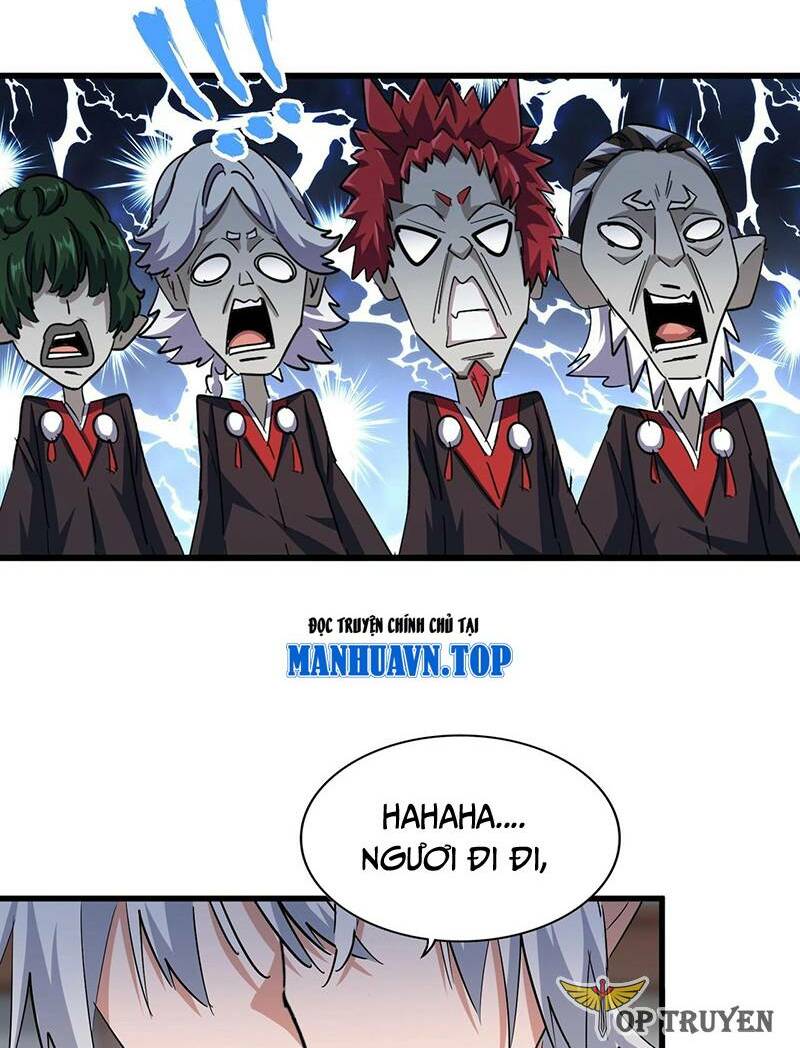 !!!...
ĐỌC TRUYỆN CHÍNH CHỦ TẠI
MANHUAVN.TOP
HAHAHA....
NGƯƠI ĐI ĐI,
TOP TRUYEN